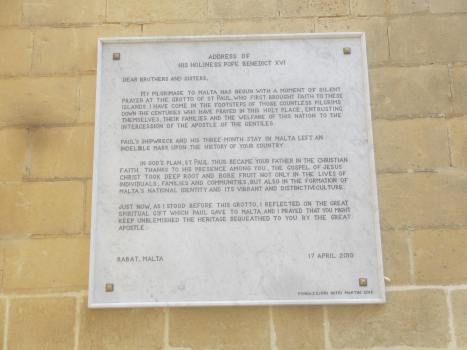 ADDRESS OF
HIS HOLINESS POPE BENEDICT XVI
DEAR BROTHERS AND SISTERS,
MY PILGRIMAGE TO MALTA HAS BEGUN WITH A MOMENT OF SILENT
PRAYER AT THE GROTTO OF ST PAUL, WHO FIRST BROUGHT FAITH TO THESE
ISLANDS. I HAVE COME IN THE FOOTSTEPS OF THOSE COUNTLESS PILGRIMS
DOWN THE CENTURIES WHO HAVE PRAYED IN THIS HOLY PLACE, ENTRUSTING
THEMSELVES, THEIR FAMILIES AND THE WELFARE OF THIS NATION TO THE
INTERCESSION OF THE APOSTLE OF THE GENTILES.
PAUL'S SHIPWRECK AND HIS THREE-MONTH STAY IN MALTA LEFT AN
INDELIBLE MARK UPON THE HISTORY OF YOUR COUNTRY.
IN GOD'S PLAN, ST PAUL THUS BECAME YOUR FATHER IN THE CHRISTIAN
FAITH. THANKS TO HIS PRESENCE AMONG YOU, THE GOSPEL OF JESUS
CHRIST TOOK DEEP ROOT AND BORE FRUIT NOT ONLY IN THE LIVES OF
INDIVIDUALS, FAMILIES AND COMMUNITIES, BUT ALSO IN THE FORMATION OF
MALTA'S NATIONAL IDENTITY AND ITS VIBRANT AND DISTINCTIVE CULTURE.
JUST NOW, AS I STOOD BEFORE THIS GROTTO, I REFLECTED ON THE GREAT
SPIRITUAL GIFT WHICH PAUL GAVE TO MALTA, AND I PRAYED THAT YOU MIGHT
KEEP UNBLEMISHED THE HERITAGE BEQUEATHED TO YOU BY THE GREAT
APOSTLE.
RABAT, MALTA 17 APRIL 2010